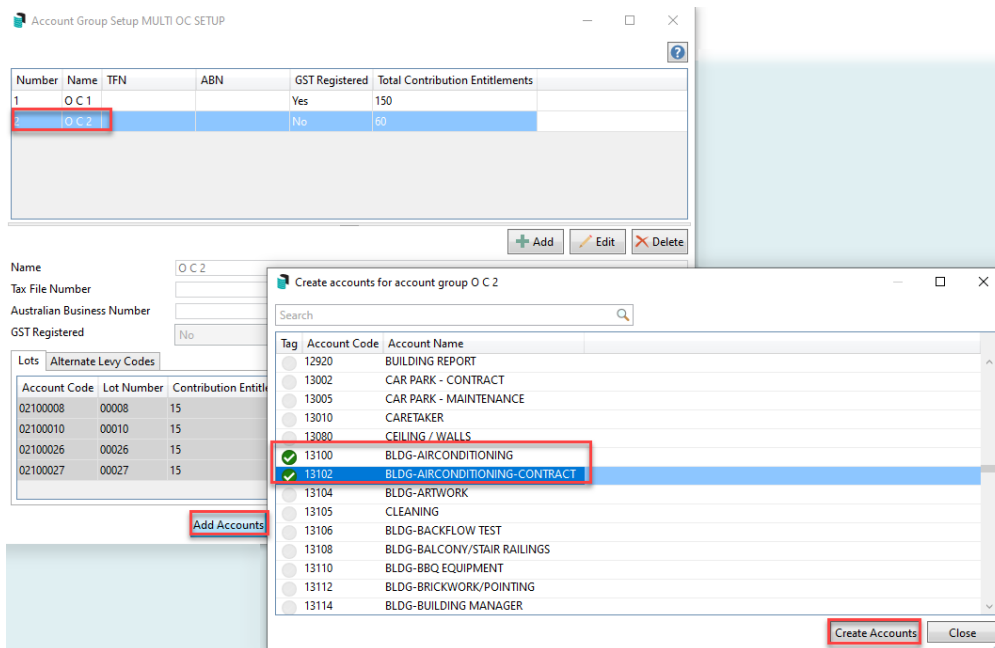 Account Group Setup MULTI OC SETUP
Number Name TFN ABN GST Registered Total Contribution Entitlements
1 O C 1 Yes 150
2 O C 2 No 60
Add Edit Delete
Name O C 2
Tax File Number
Australian Business Number
GST Registered No
Lots Alternate Levy Codes
Account Code Lot Number Contribution Entitle
02100008 00008 15
02100010 00010 15
02100026 00026 15
02100027 00027 15
Add Accounts
Create accounts for account group O C 2
Search
Tag Account Code Account Name
12920 BUILDING REPORT
13002 CAR PARK - CONTRACT
13005 CAR PARK - MAINTENANCE
13010 CARETAKER
13080 CEILING / WALLS
13100 BLDG-AIRCONDITIONING
13102 BLDG-AIRCONDITIONING-CONTRACT
13104 BLDG-ARTWORK
13105 CLEANING
13106 BLDG-BACKFLOW TEST
13108 BLDG-BALCONY/STAIR RAILINGS
13110 BLDG-BBQ EQUIPMENT
13112 BLDG-BRICKWORK/POINTING
13114 BLDG-BUILDING MANAGER
Create Accounts Close